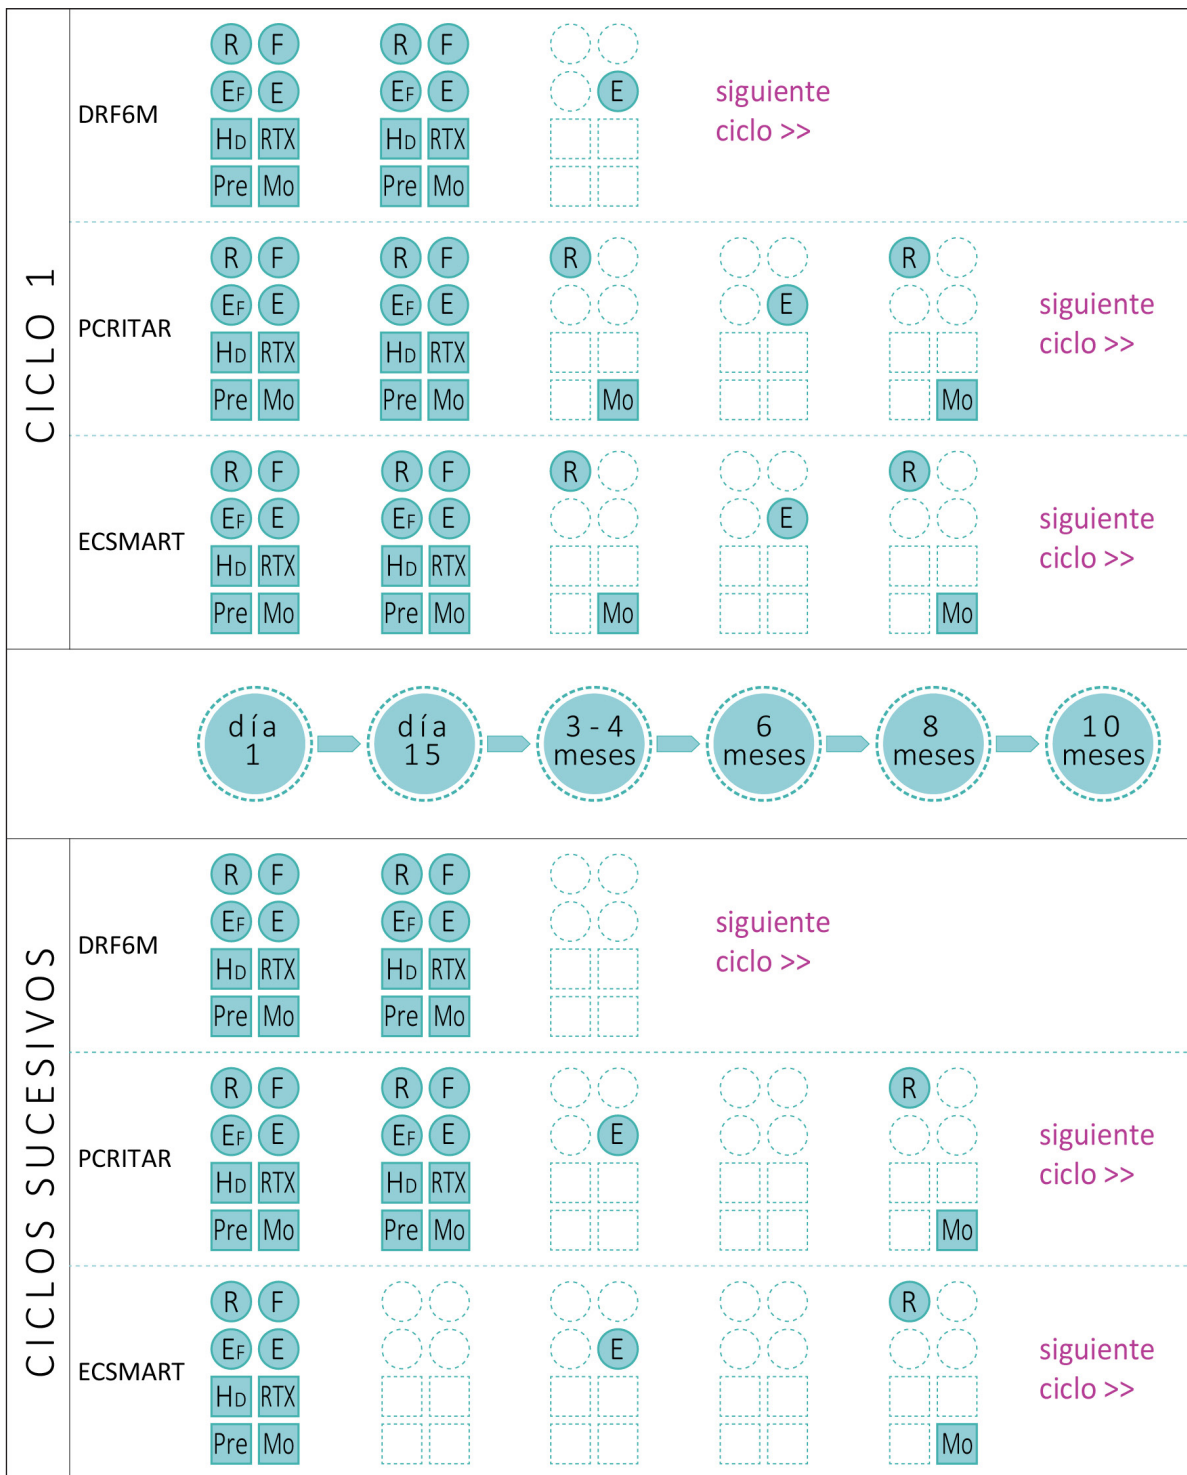 CICLO 1
DRF6M
R F R F
EF E EF E E
HD RTX HD RTX
Pre Mo Pre Mo
siguiente
ciclo >>
PCRITAR
R F R F R R
EF E EF E E
HD RTX HD RTX
Pre Mo Pre Mo Mo Mo
siguiente
ciclo >>
ECSMART
R F R F R R
EF E EF E E
HD RTX HD RTX
Pre Mo Pre Mo Mo Mo
siguiente
ciclo >>
día
1
día
15
3 - 4
meses
6
meses
8
meses
10
meses
CICLOS SUCESIVOS
DRF6M
R F R F
EF E EF E
HD RTX HD RTX
Pre Mo Pre Mo
siguiente
ciclo >>
PCRITAR
R F R F R
EF E EF E E
HD RTX HD RTX
Pre Mo Pre Mo Mo
siguiente
ciclo >>
ECSMART
R F R
EF E E
HD RTX
Pre Mo Mo
siguiente
ciclo >>